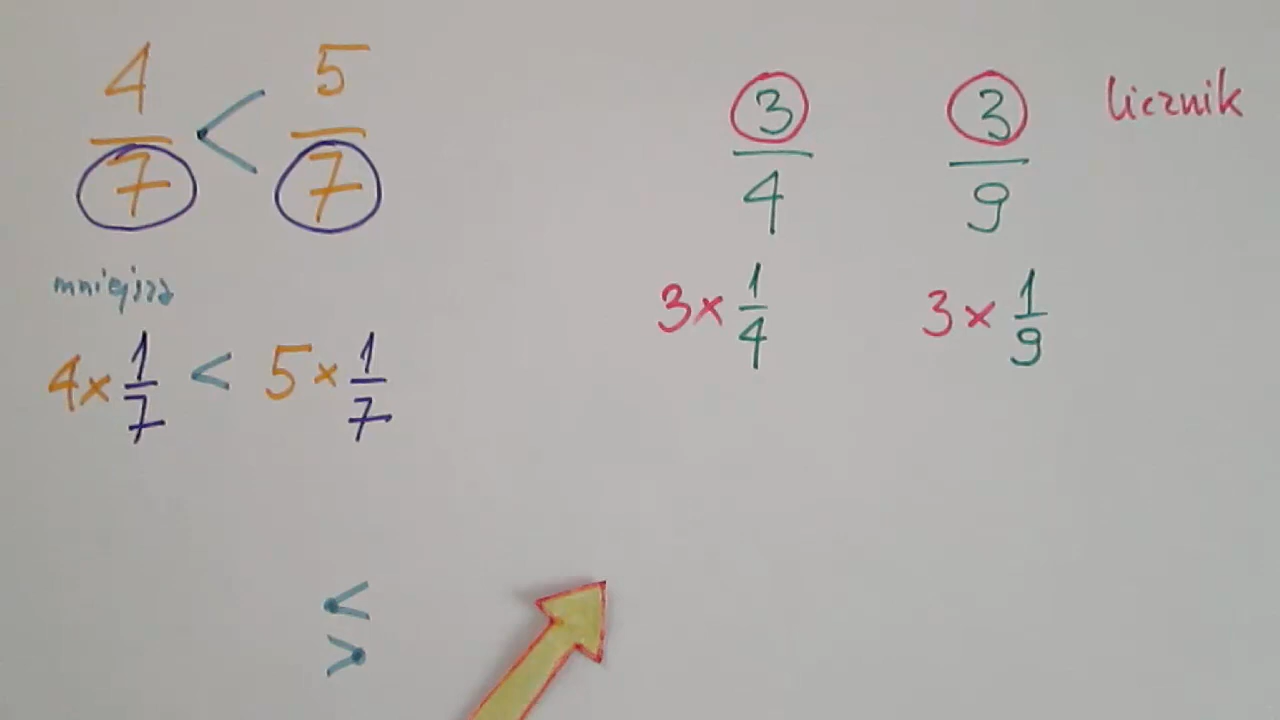 4/7 < 5/7
mniejsza
4 × 1/7 < 5 × 1/7
<
>
3/4 3/9 licznik
3 × 1/4 3 × 1/9